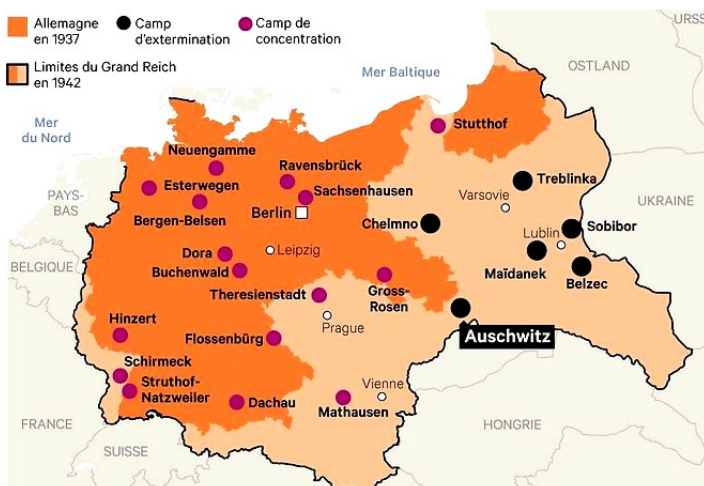 Allemagne
en 1937
Camp
d'extermination
Camp de
concentration
Limites du Grand Reich
en 1942
Mer Baltique
Mer
du Nord
URSS
OSTLAND
Stutthof
Neuengamme
Ravensbrück
Esterwegen
Sachsenhausen
Treblinka
Varsovie
PAYS-
BAS
UKRAINE
Bergen-Belsen
Berlin
Chelmno
Lublin
Sobibor
Dora
Leipzig
Maïdanek
Belzec
BELGIQUE
Buchenwald
Theresienstadt
Gross-
Rosen
Hinzert
Prague
Flossenbürg
Auschwitz
Schirmeck
Struthof-
Natzweiler
Dachau
Vienne
Mathausen
FRANCE
SUISSE
HONGRIE